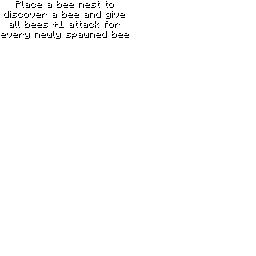 Place a bee nest to
discover a bee and give
all bees +1 attack for
every newly spawned bee